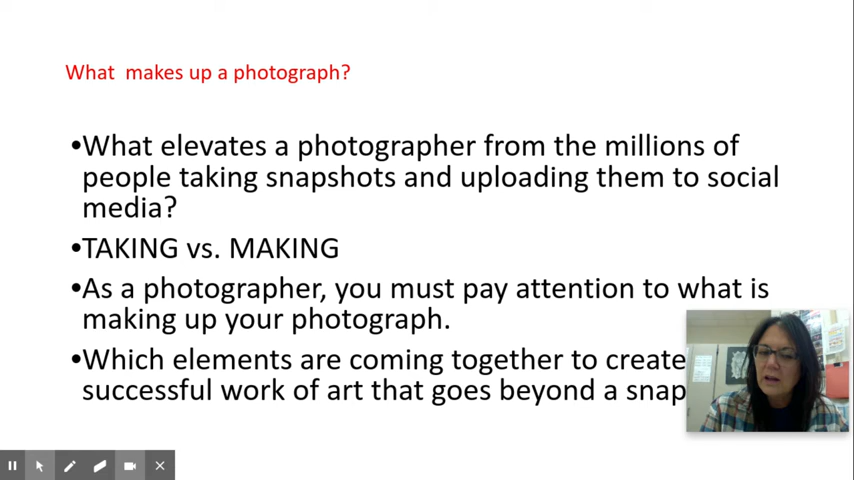 What makes up a photograph?
•What elevates a photographer from the millions of
people taking snapshots and uploading them to social
media?
•TAKING vs. MAKING
•As a photographer, you must pay attention to what is
making up your photograph.
•Which elements are coming together to create
successful work of art that goes beyond a snap